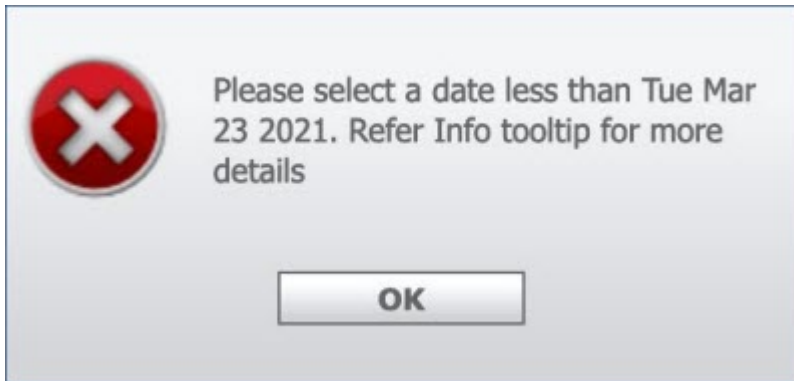 Please select a date less than Tue Mar
23 2021. Refer Info tooltip for more
details
OK